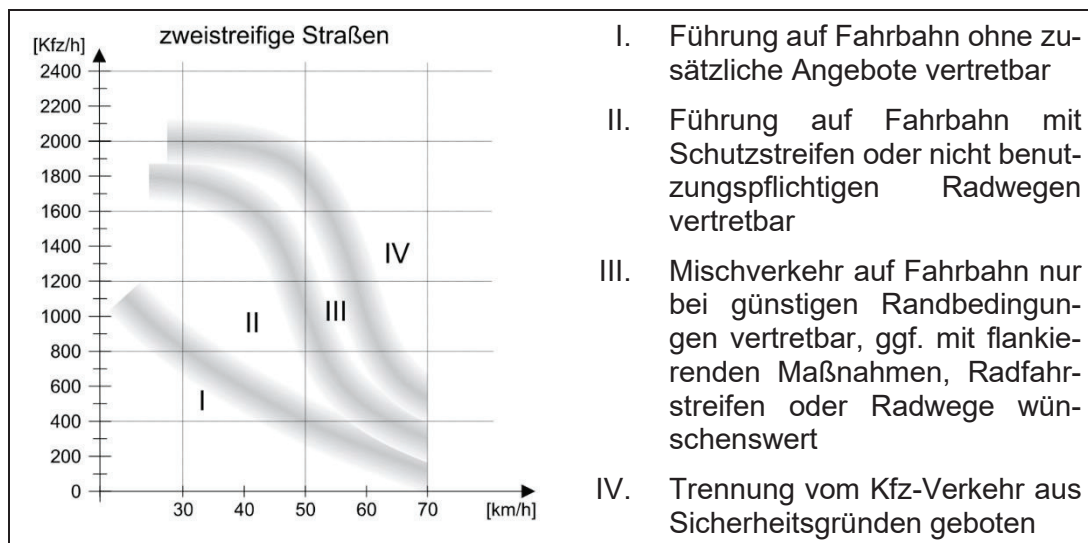 zweistreifige Straßen
[Kfz/h]
2400
2200
2000
1800
1600
1400
1200
1000
800
600
400
200
0
30 40 50 60 70 [km/h]
I
II
III
IV
I. Führung auf Fahrbahn ohne zu-
sätzliche Angebote vertretbar
II. Führung auf Fahrbahn mit
Schutzstreifen oder nicht benut-
zungspflichtigen Radwegen
vertretbar
III. Mischverkehr auf Fahrbahn nur
bei günstigen Randbedingun-
gen vertretbar, ggf. mit flankie-
renden Maßnahmen, Radfahr-
streifen oder Radwege wün-
schenswert
IV. Trennung vom Kfz-Verkehr aus
Sicherheitsgründen geboten